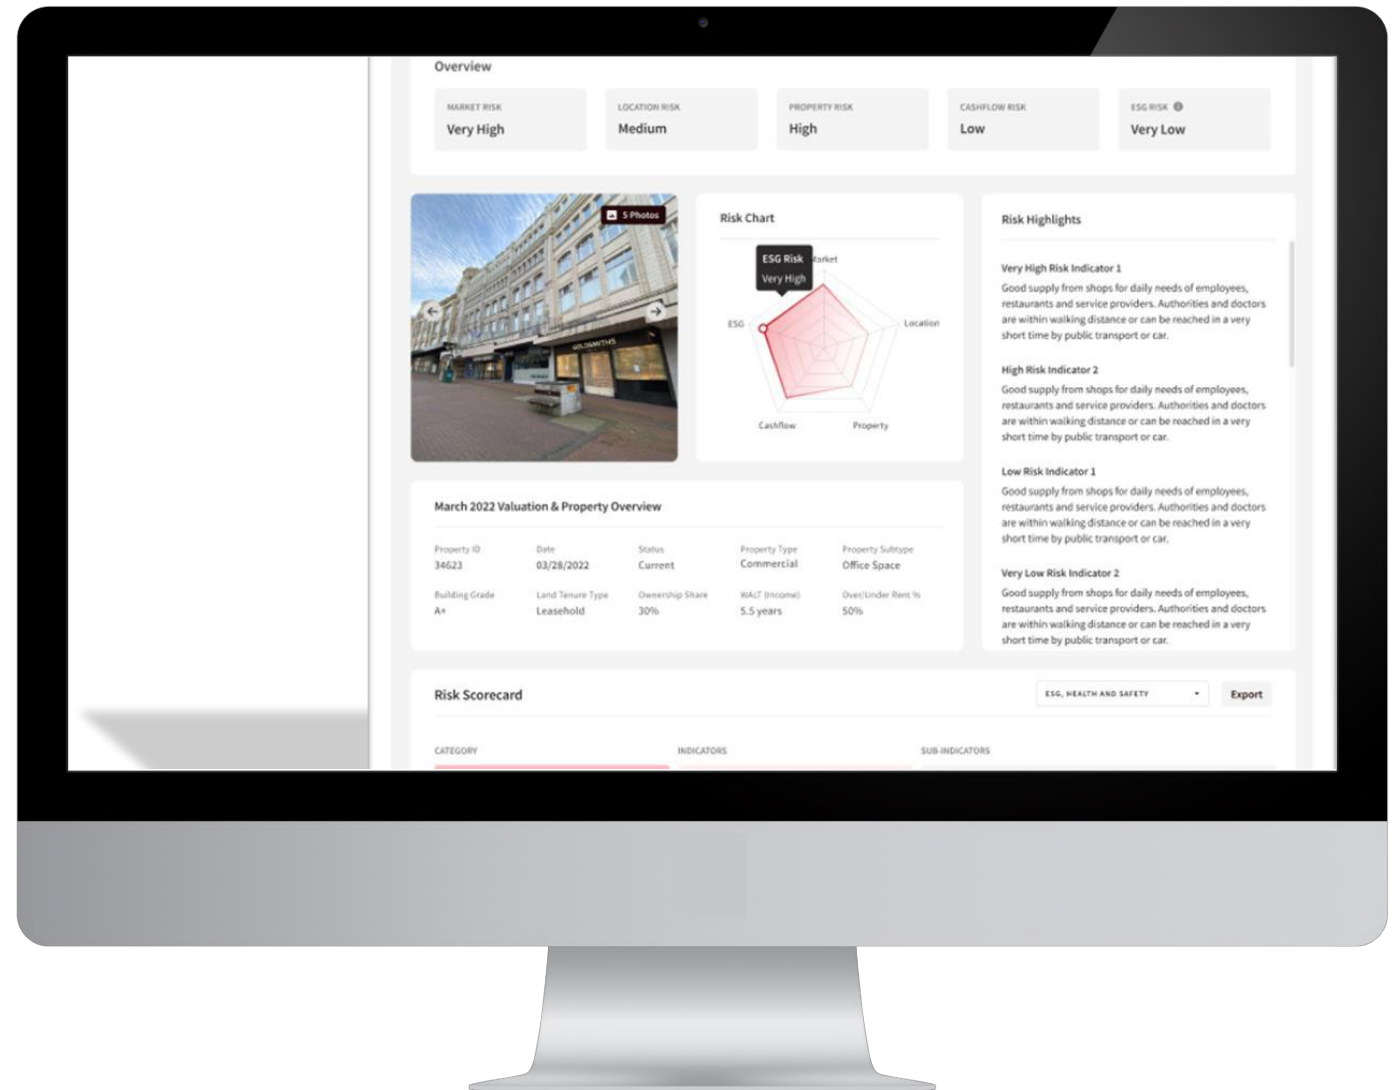 Overview
MARKET RISK
Very High
LOCATION RISK
Medium
PROPERTY RISK
High
CASHFLOW RISK
Low
ESG RISK
Very Low
5 Photos
GOLDSMITHS
Risk Chart
ESG Risk
Very High
arket
ESG
Location
Cashflow
Property
Risk Highlights
Very High Risk Indicator 1
Good supply from shops for daily needs of employees,
restaurants and service providers. Authorities and doctors
are within walking distance or can be reached in a very
short time by public transport or car.
High Risk Indicator 2
Good supply from shops for daily needs of employees,
restaurants and service providers. Authorities and doctors
are within walking distance or can be reached in a very
short time by public transport or car.
Low Risk Indicator 1
Good supply from shops for daily needs of employees,
restaurants and service providers. Authorities and doctors
are within walking distance or can be reached in a very
short time by public transport or car.
Very Low Risk Indicator 2
Good supply from shops for daily needs of employees,
restaurants and service providers. Authorities and doctors
are within walking distance or can be reached in a very
short time by public transport or car.
March 2022 Valuation & Property Overview
Property ID
34623
Date
03/28/2022
Status
Current
Property Type
Commercial
Property Subtype
Office Space
Building Grade
A+
Land Tenure Type
Leasehold
Ownership Share
30%
WALT (Income)
5.5 years
Over/Under Rent %
50%
Risk Scorecard
ESG, HEALTH AND SAFETY
Export
CATEGORY
INDICATORS
SUB-INDICATORS